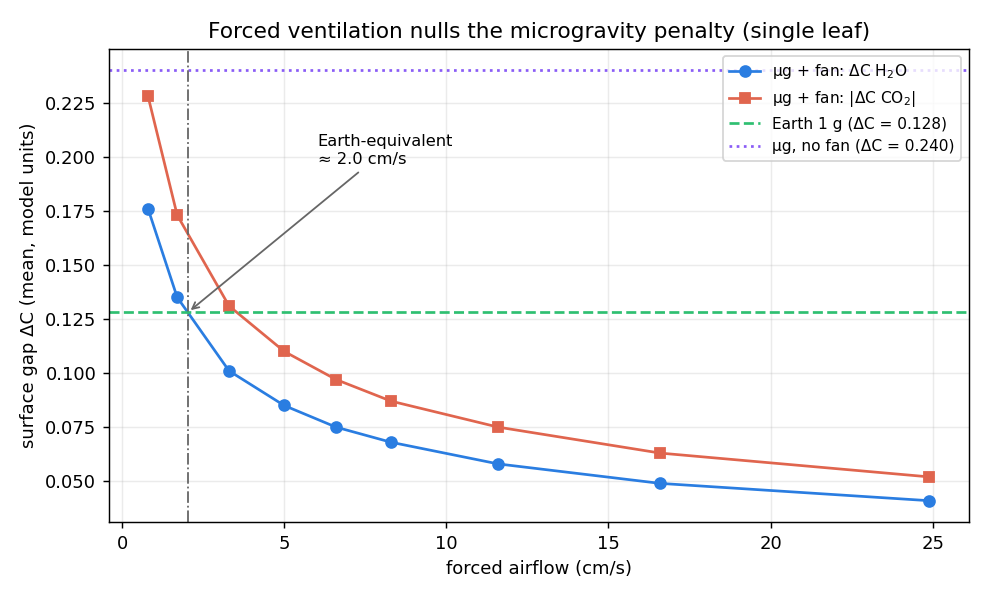 Forced ventilation nulls the microgravity penalty (single leaf)
surface gap ΔC (mean, model units)
0.225
0.200
0.175
0.150
0.125
0.100
0.075
0.050
µg + fan: ΔC H₂O
µg + fan: |ΔC CO₂|
Earth 1 g (ΔC = 0.128)
µg, no fan (ΔC = 0.240)
Earth-equivalent
≈ 2.0 cm/s
0 5 10 15 20 25
forced airflow (cm/s)